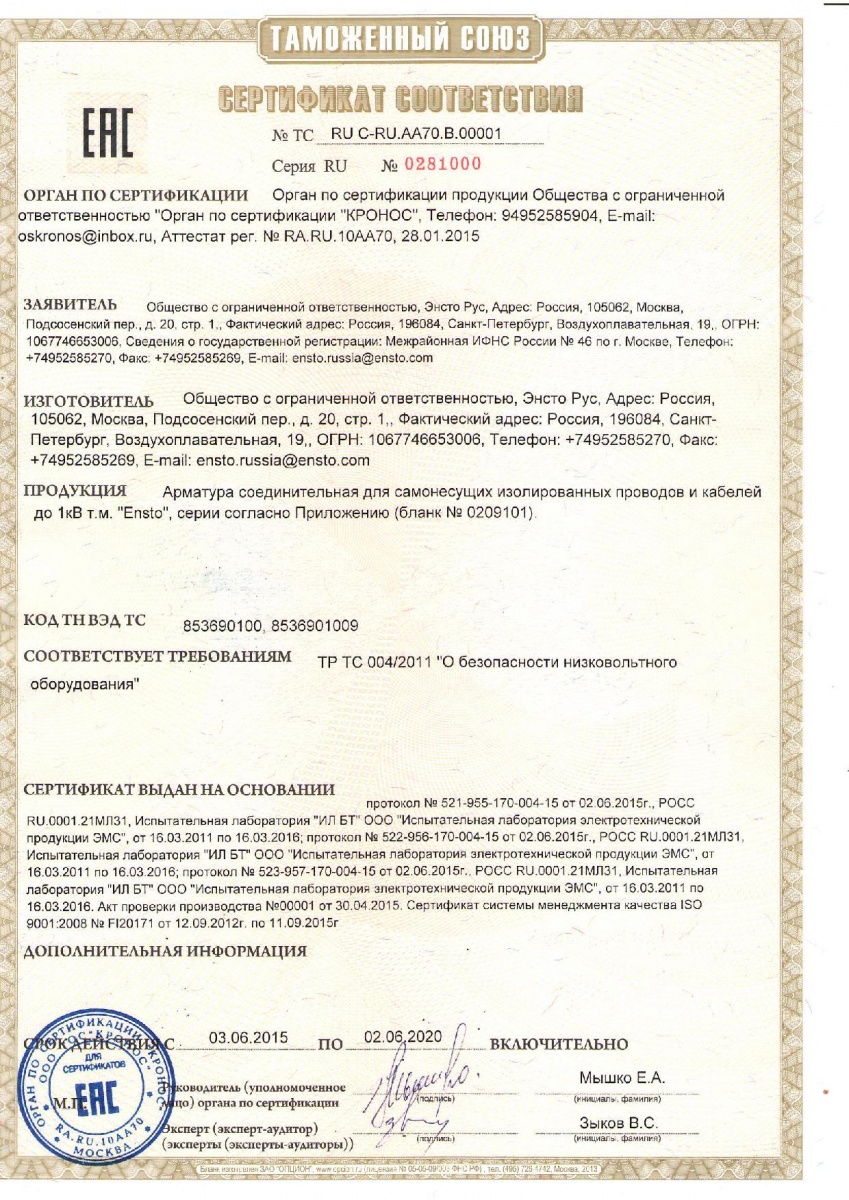 ТАМОЖЕННЫЙ СОЮЗ
ЕАС
СЕРТИФИКАТ СООТВЕТСТВИЯ
№ ТС RU С-RU.АА70.В.00001
Серия RU № 0281000
ОРГАН ПО СЕРТИФИКАЦИИ Орган по сертификации продукции Общества с ограниченной
ответственностью "Орган по сертификации "КРОНОС", Телефон: 94952585904, E-mail:
oskronos@inbox.ru, Аттестат рег. № RA.RU.10АА70, 28.01.2015
ЗАЯВИТЕЛЬ Общество с ограниченной ответственностью, Энсто Рус, Адрес: Россия, 105062, Москва,
Подсосенский пер., д. 20, стр. 1,, Фактический адрес: Россия, 196084, Санкт-Петербург, Воздухоплавательная, 19,, ОГРН:
1067746653006, Сведения о государственной регистрации: Межрайонная ИФНС России № 46 по г. Москве, Телефон:
+74952585270, Факс: +74952585269, E-mail: ensto.russia@ensto.com
ИЗГОТОВИТЕЛЬ Общество с ограниченной ответственностью, Энсто Рус, Адрес: Россия,
105062, Москва, Подсосенский пер., д. 20, стр. 1,, Фактический адрес: Россия, 196084, Санкт-
Петербург, Воздухоплавательная, 19,, ОГРН: 1067746653006, Телефон: +74952585270, Факс:
+74952585269, E-mail: ensto.russia@ensto.com
ПРОДУКЦИЯ Арматура соединительная для самонесущих изолированных проводов и кабелей
до 1кВ т.м. "Ensto", серии согласно Приложению (бланк № 0209101).
КОД ТН ВЭД ТС 853690100, 8536901009
СООТВЕТСТВУЕТ ТРЕБОВАНИЯМ ТР ТС 004/2011 "О безопасности низковольтного
оборудования"
СЕРТИФИКАТ ВЫДАН НА ОСНОВАНИИ протокол № 521-955-170-004-15 от 02.06.2015г., РОСС
RU.0001.21МЛ31, Испытательная лаборатория "ИЛ БТ" ООО "Испытательная лаборатория электротехнической
продукции ЭМС", от 16.03.2011 по 16.03.2016; протокол № 522-956-170-004-15 от 02.06.2015г., РОСС RU.0001.21МЛ31,
Испытательная лаборатория "ИЛ БТ" ООО "Испытательная лаборатория электротехнической продукции ЭМС", от
16.03.2011 по 16.03.2016; протокол № 523-957-170-004-15 от 02.06.2015г., РОСС RU.0001.21МЛ31, Испытательная
лаборатория "ИЛ БТ" ООО "Испытательная лаборатория электротехнической продукции ЭМС", от 16.03.2011 по
16.03.2016. Акт проверки производства №00001 от 30.04.2015. Сертификат системы менеджмента качества ISO
9001:2008 № FI20171 от 12.09.2012г. по 11.09.2015г
ДОПОЛНИТЕЛЬНАЯ ИНФОРМАЦИЯ
СРОК ДЕЙСТВИЯ С 03.06.2015 ПО 02.06.2020 ВКЛЮЧИТЕЛЬНО
ОРГАН ПО СЕРТИФИКАЦИИ КРОНОС
ООО "ОС "КРОНОС"
ДЛЯ
СЕРТИФИКАТОВ
ЕАС
RA.RU.10АА70
МОСКВА
М.П.
Руководитель (уполномоченное
лицо) органа по сертификации
(подпись)
Мышко Е.А.
(инициалы, фамилия)
Эксперт (эксперт-аудитор)
(эксперты (эксперты-аудиторы))
(подпись)
Зыков В.С.
(инициалы, фамилия)
Бланк изготовлен ЗАО "ОПЦИОН", www.opcion.ru (лицензия № 05-05-09/003 ФНС РФ), тел. (495) 726 4742, Москва, 2013